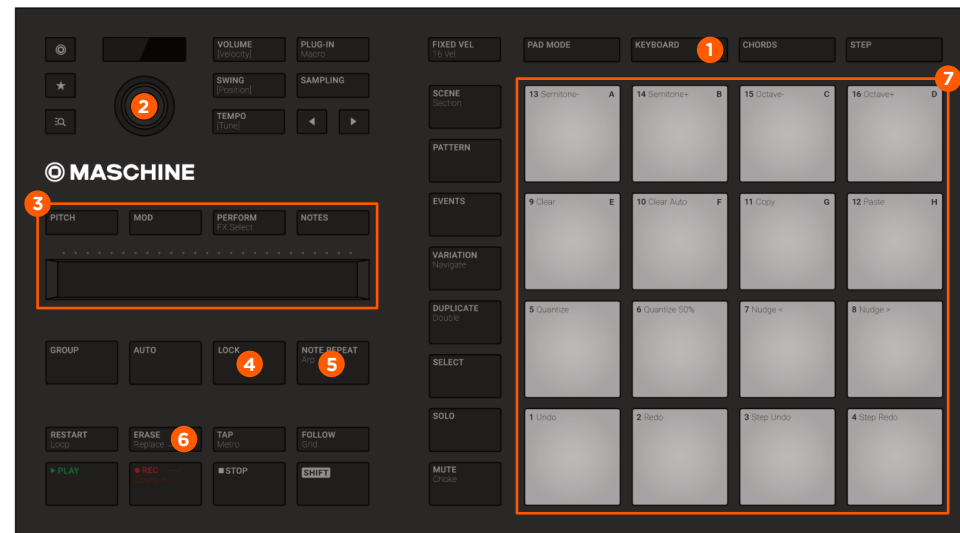 VOLUME
[Velocity]
PLUG-IN
Macro
FIXED VEL
16 Vel
PAD MODE
KEYBOARD
1
CHORDS
STEP
SWING
[Position]
SAMPLING
2
TEMPO
[Tune]
SCENE
Section
7
13 Semitone- A
14 Semitone+ B
15 Octave- C
16 Octave+ D
PATTERN
MASCHINE
3
PITCH
MOD
PERFORM
FX Select
NOTES
EVENTS
9 Clear E
10 Clear Auto F
11 Copy G
12 Paste H
VARIATION
Navigate
DUPLICATE
Double
5 Quantize
6 Quantize 50%
7 Nudge <
8 Nudge >
GROUP
AUTO
LOCK
4
NOTE REPEAT
Arp
5
SELECT
SOLO
1 Undo
2 Redo
3 Step Undo
4 Step Redo
RESTART
Loop
ERASE
Replace
6
TAP
Metro
FOLLOW
Grid
PLAY
REC
Count-In
STOP
SHIFT
MUTE
Choke